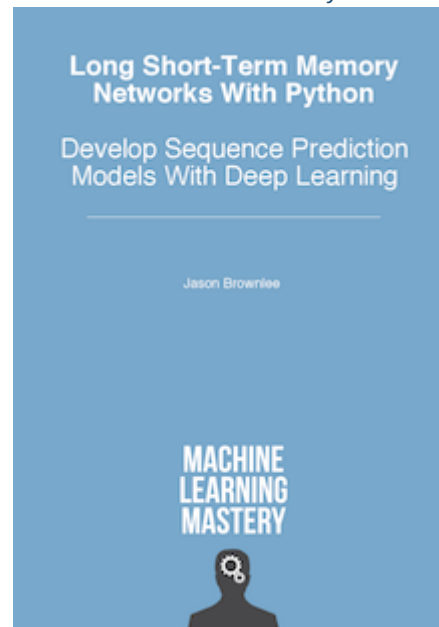 Long Short-Term Memory
Networks With Python
Develop Sequence Prediction
Models With Deep Learning
Jason Brownlee
MACHINE
LEARNING
MASTERY